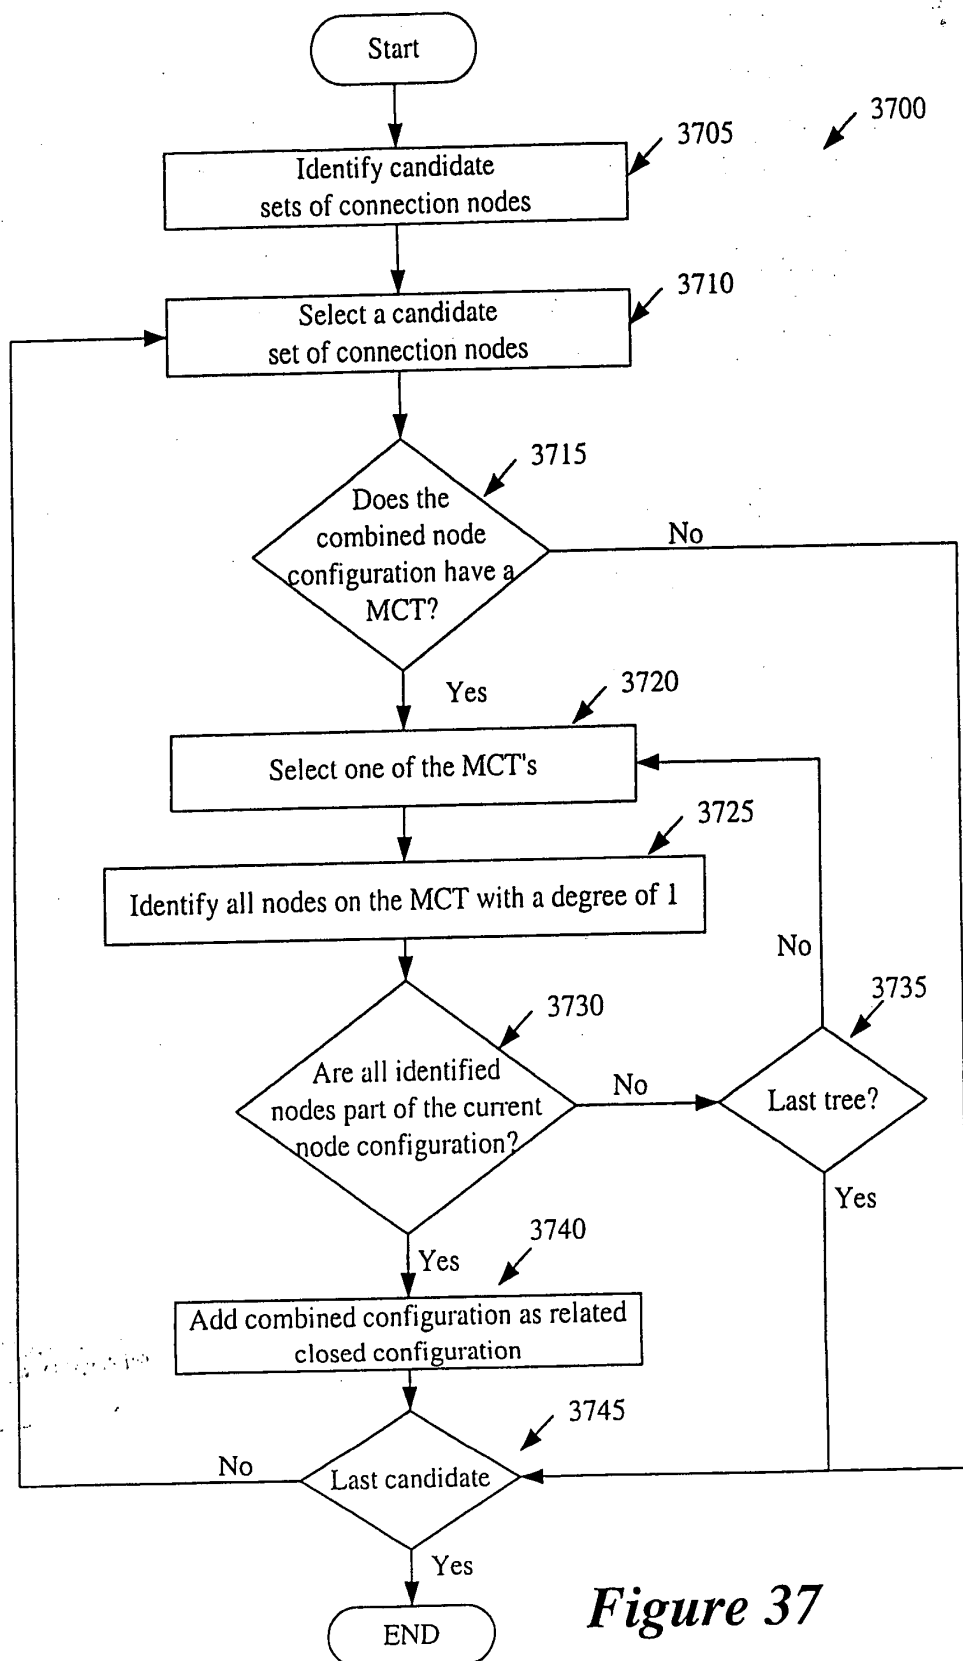 Start
3700
3705
Identify candidate
sets of connection nodes
3710
Select a candidate
set of connection nodes
3715
Does the
combined node
configuration have a
MCT?
No
Yes
3720
Select one of the MCT's
3725
Identify all nodes on the MCT with a degree of 1
No
3735
3730
Are all identified
nodes part of the current
node configuration?
No
Last tree?
Yes
3740
Yes
Add combined configuration as related
closed configuration
3745
No
Last candidate
Yes
END
Figure 37